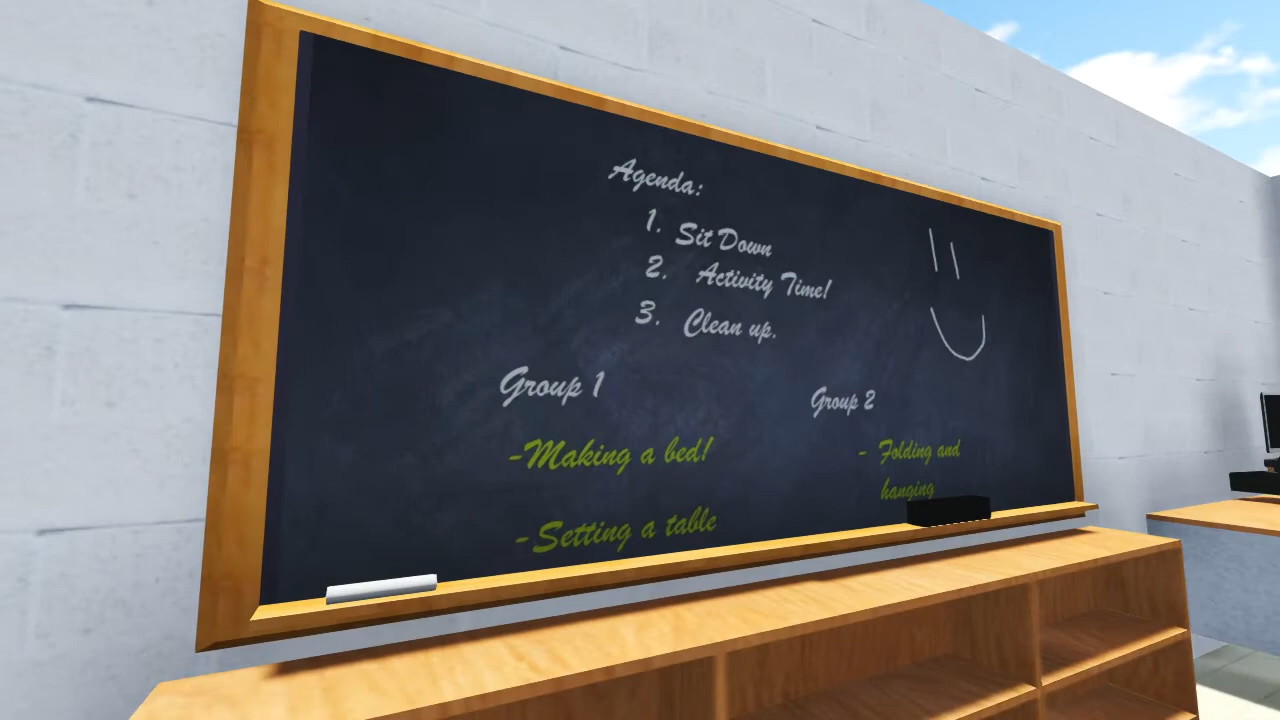 Agenda:
1. Sit Down
2. Activity Time!
3. Clean up.
Group 1
-Making a bed!
-Setting a table
Group 2
- Folding and
hanging